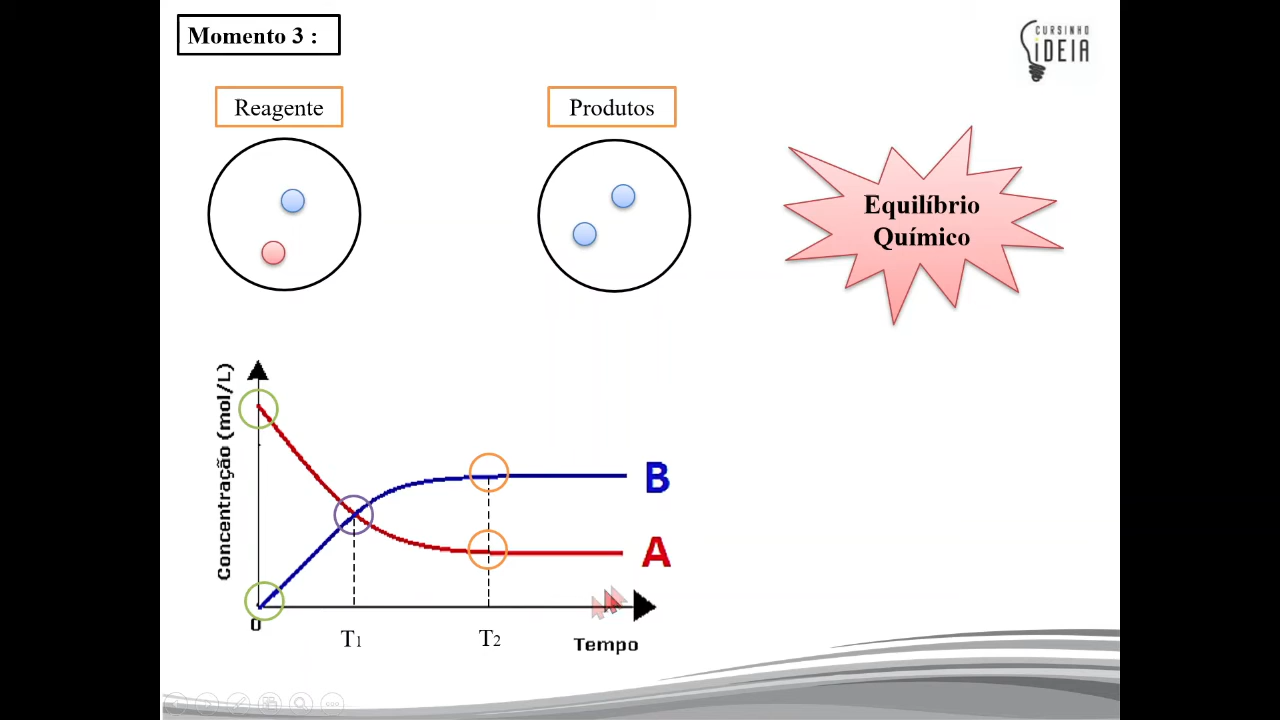 Momento 3 :
CURSINHO
iDEIA
Reagente
Produtos
Equilíbrio
Químico
Concentração (mol/L)
B
A
0
T1
T2
Tempo